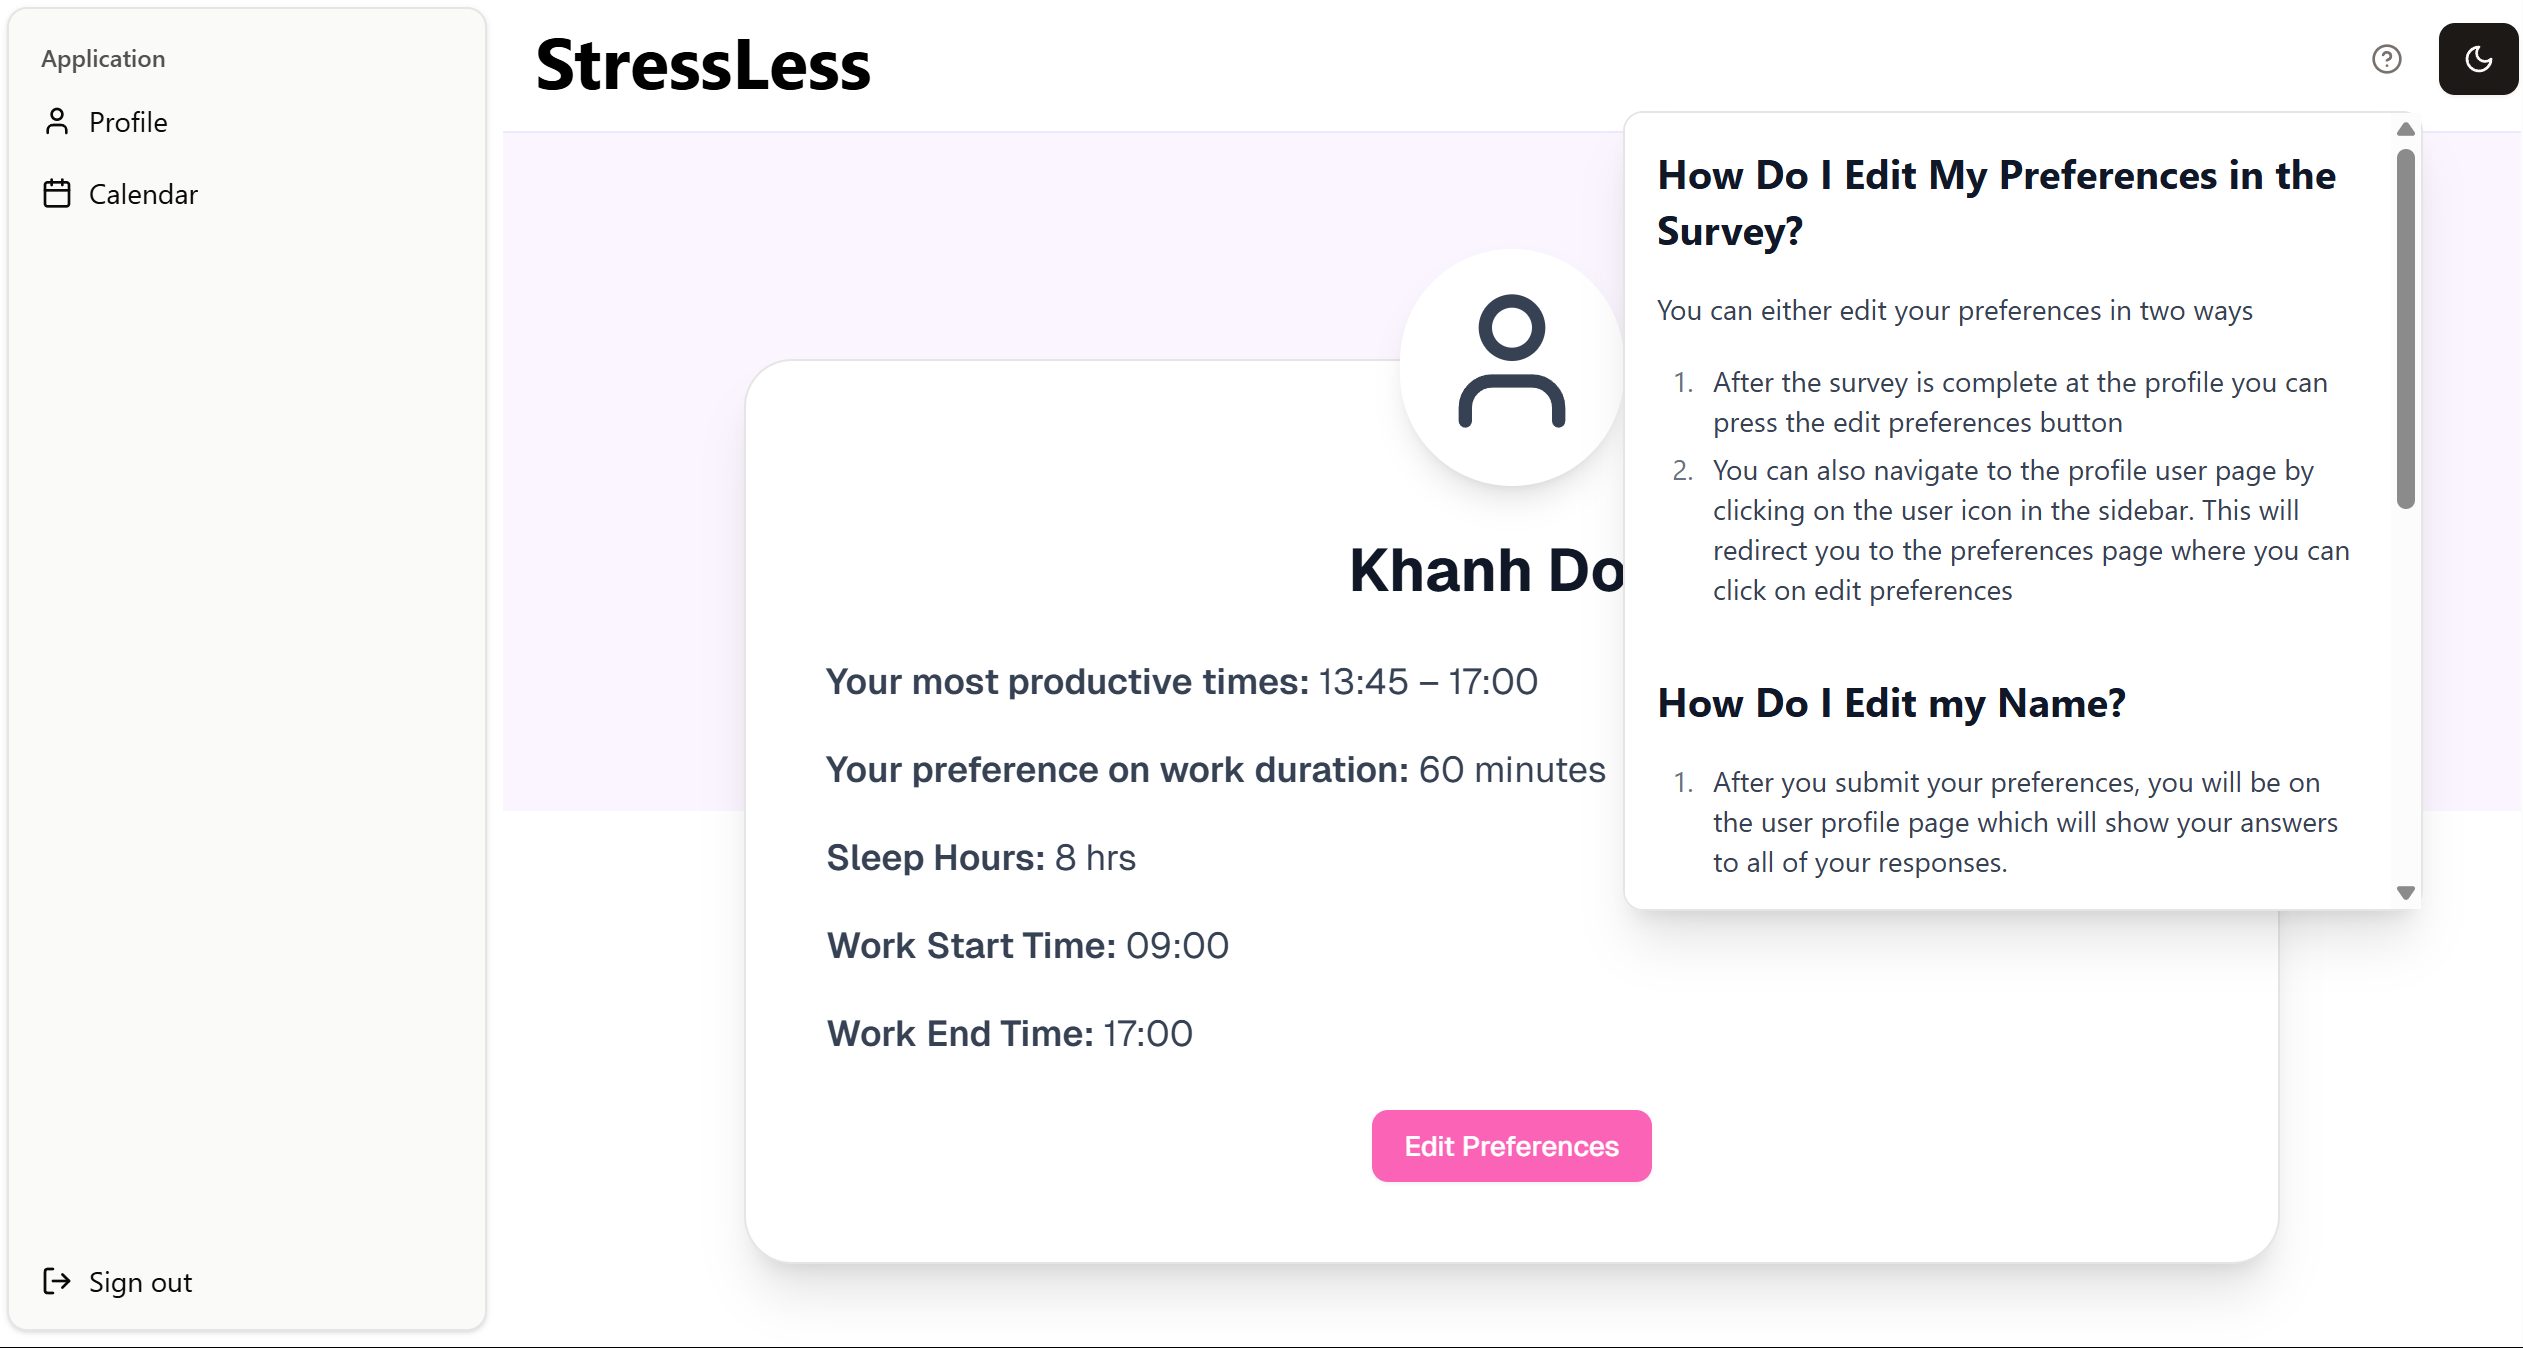 Application
Profile
Calendar
Sign out
StressLess
Khanh Do
Your most productive times: 13:45 – 17:00
Your preference on work duration: 60 minutes
Sleep Hours: 8 hrs
Work Start Time: 09:00
Work End Time: 17:00
Edit Preferences
How Do I Edit My Preferences in the
Survey?
You can either edit your preferences in two ways
1. After the survey is complete at the profile you can
press the edit preferences button
2. You can also navigate to the profile user page by
clicking on the user icon in the sidebar. This will
redirect you to the preferences page where you can
click on edit preferences
How Do I Edit my Name?
1. After you submit your preferences, you will be on
the user profile page which will show your answers
to all of your responses.